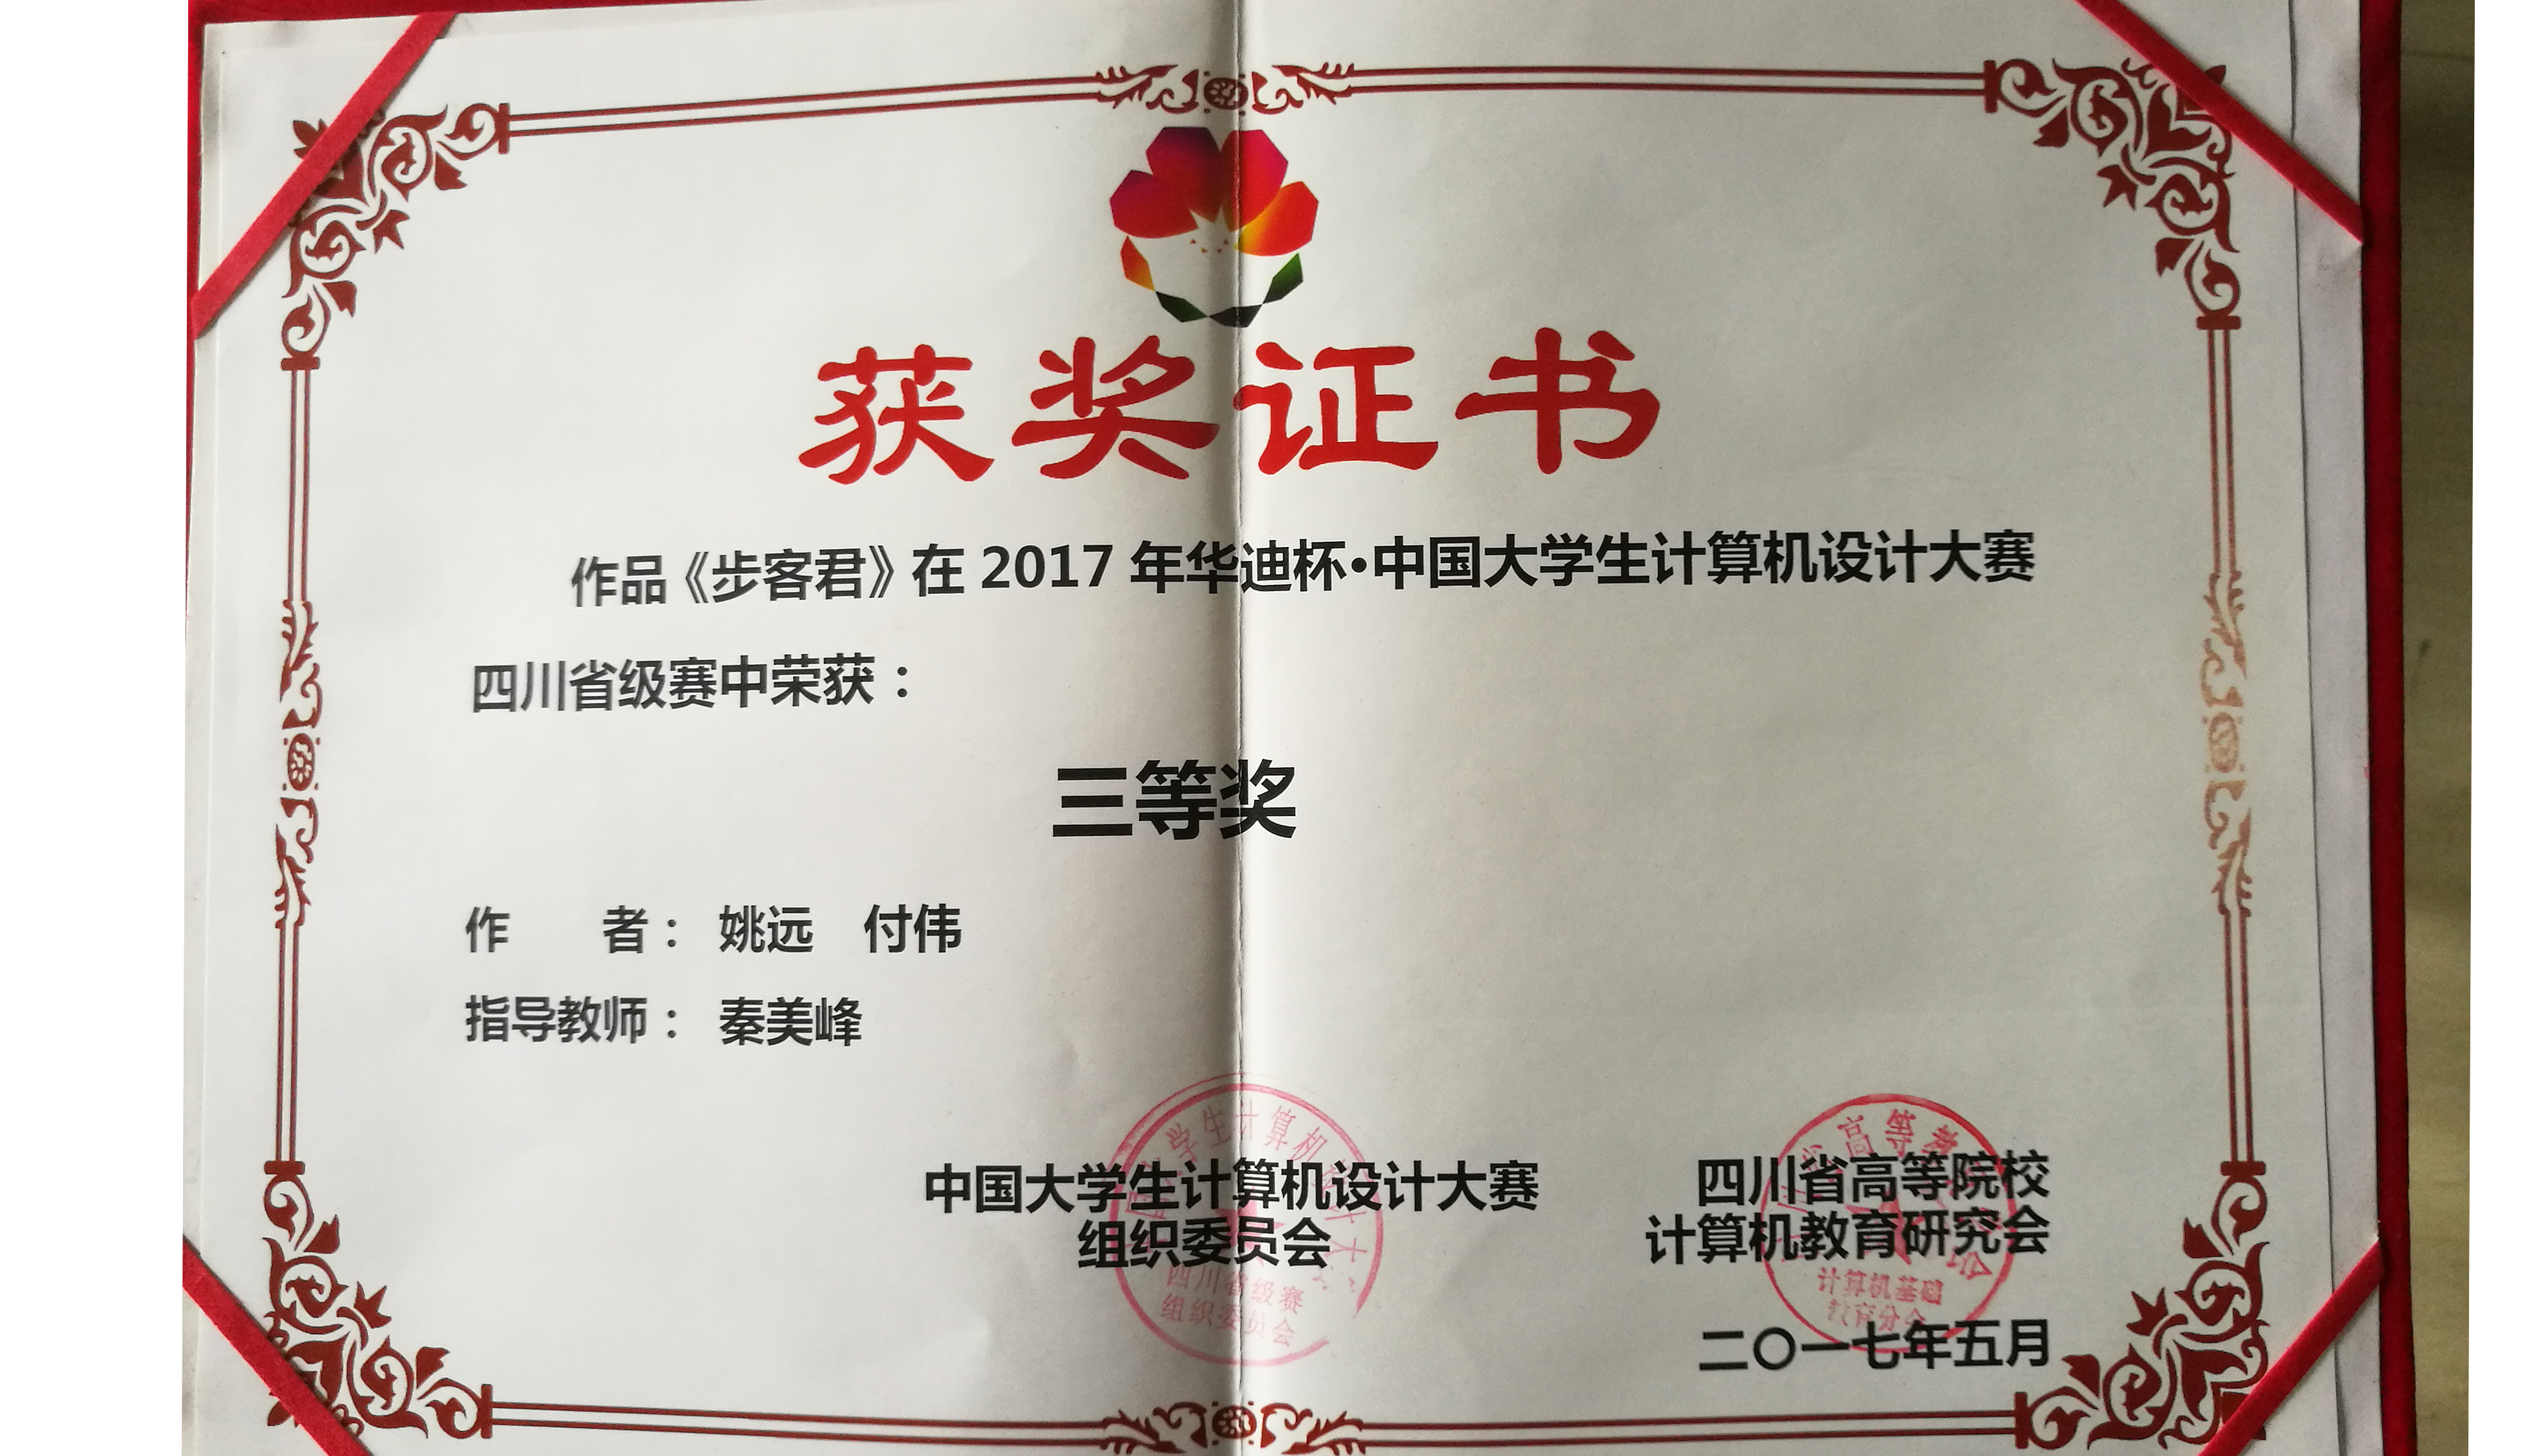 获奖证书
作品《步客君》在 2017 年华迪杯·中国大学生计算机设计大赛
四川省级赛中荣获：
三等奖
作　　者： 姚远　付伟
指导教师： 秦美峰
中国大学生计算机设计大赛
组织委员会
四川省级赛
组织委员会
四川省高等院校
计算机教育研究会
计算机基础
二〇一七年五月